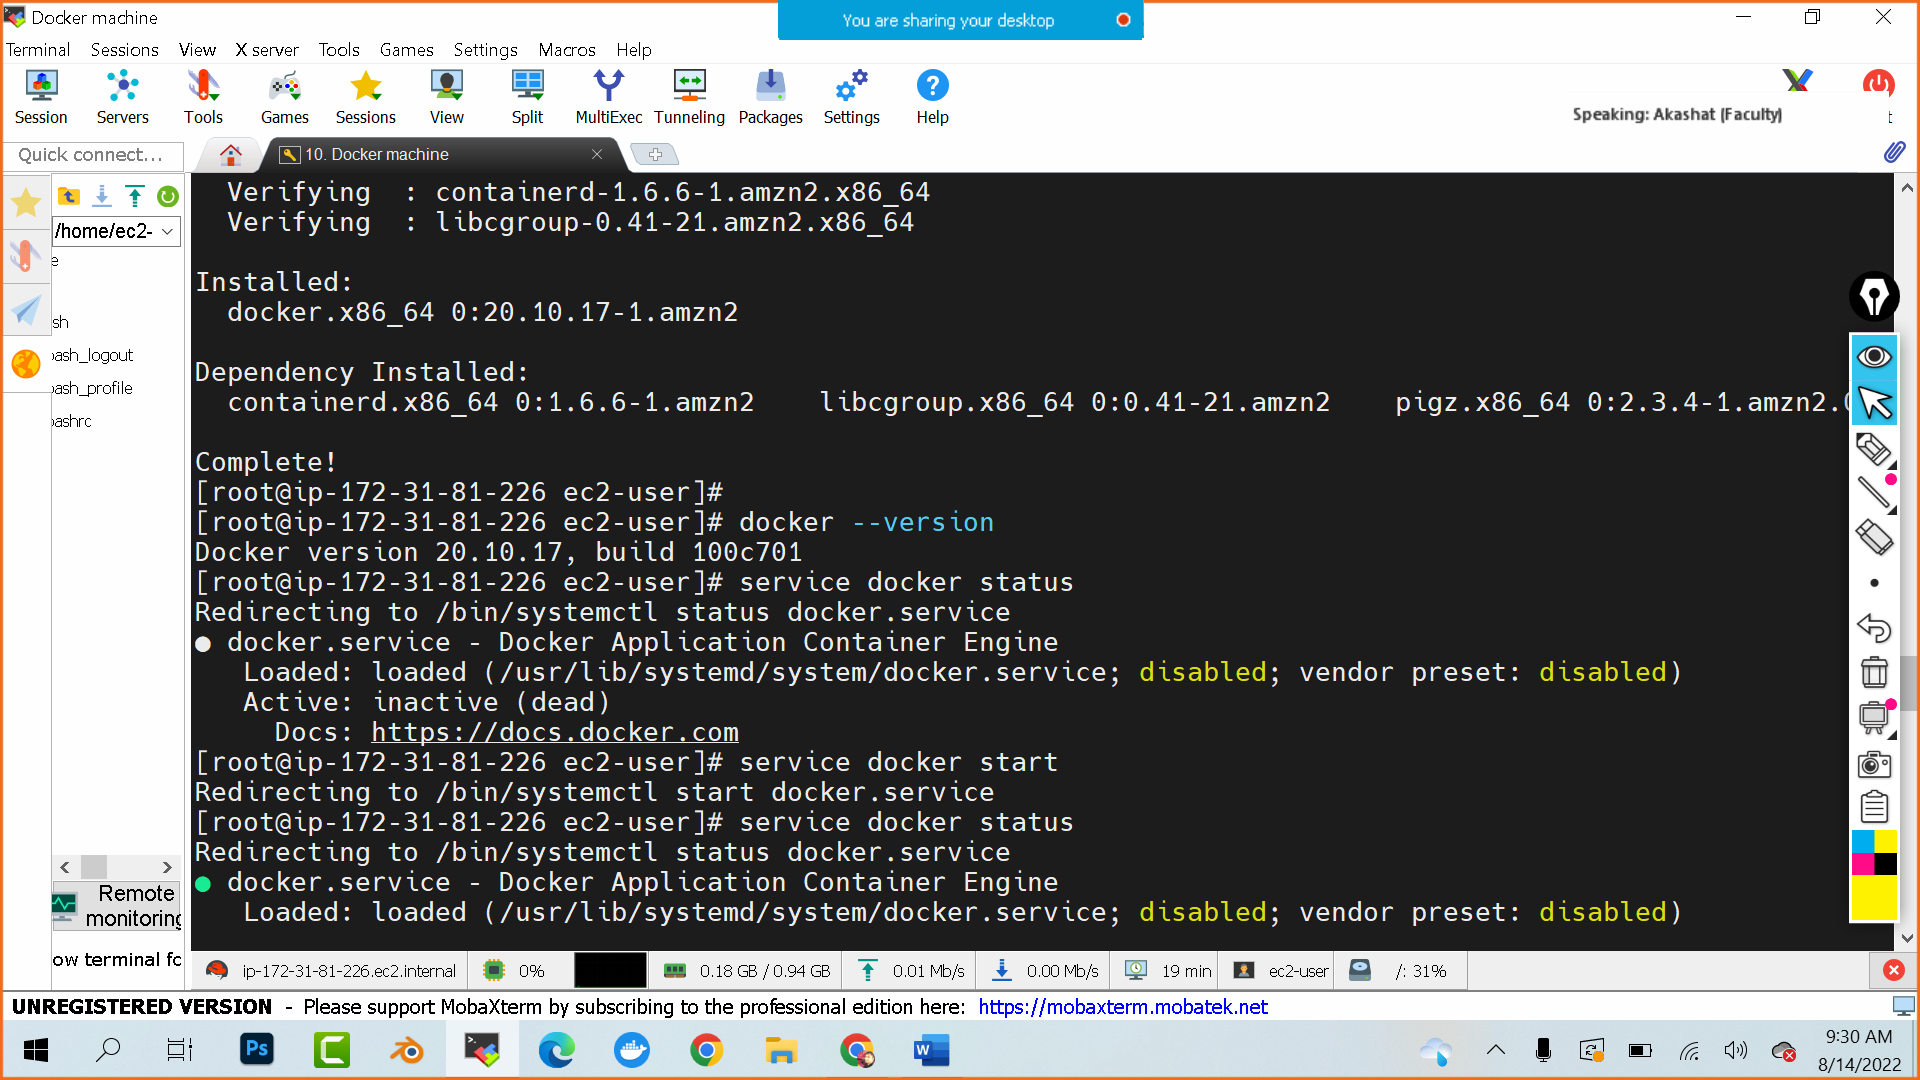 Docker machine
You are sharing your desktop
Terminal Sessions View X server Tools Games Settings Macros Help
Session Servers Tools Games Sessions View Split MultiExec Tunneling Packages Settings Help
Speaking: Akashat (Faculty)
Quick connect...
10. Docker machine
/home/ec2-
e
sh
bash_logout
bash_profile
bashrc
Verifying : containerd-1.6.6-1.amzn2.x86_64
Verifying : libcgroup-0.41-21.amzn2.x86_64
Installed:
docker.x86_64 0:20.10.17-1.amzn2
Dependency Installed:
containerd.x86_64 0:1.6.6-1.amzn2 libcgroup.x86_64 0:0.41-21.amzn2 pigz.x86_64 0:2.3.4-1.amzn2.0
Complete!
[root@ip-172-31-81-226 ec2-user]#
[root@ip-172-31-81-226 ec2-user]# docker --version
Docker version 20.10.17, build 100c701
[root@ip-172-31-81-226 ec2-user]# service docker status
Redirecting to /bin/systemctl status docker.service
● docker.service - Docker Application Container Engine
Loaded: loaded (/usr/lib/systemd/system/docker.service; disabled; vendor preset: disabled)
Active: inactive (dead)
Docs: https://docs.docker.com
[root@ip-172-31-81-226 ec2-user]# service docker start
Redirecting to /bin/systemctl start docker.service
[root@ip-172-31-81-226 ec2-user]# service docker status
Redirecting to /bin/systemctl status docker.service
● docker.service - Docker Application Container Engine
Loaded: loaded (/usr/lib/systemd/system/docker.service; disabled; vendor preset: disabled)
Remote
monitoring
ow terminal fo
ip-172-31-81-226.ec2.internal 0% 0.18 GB / 0.94 GB 0.01 Mb/s 0.00 Mb/s 19 min ec2-user /: 31%
UNREGISTERED VERSION - Please support MobaXterm by subscribing to the professional edition here: https://mobaxterm.mobatek.net
Ps
W
9:30 AM
8/14/2022